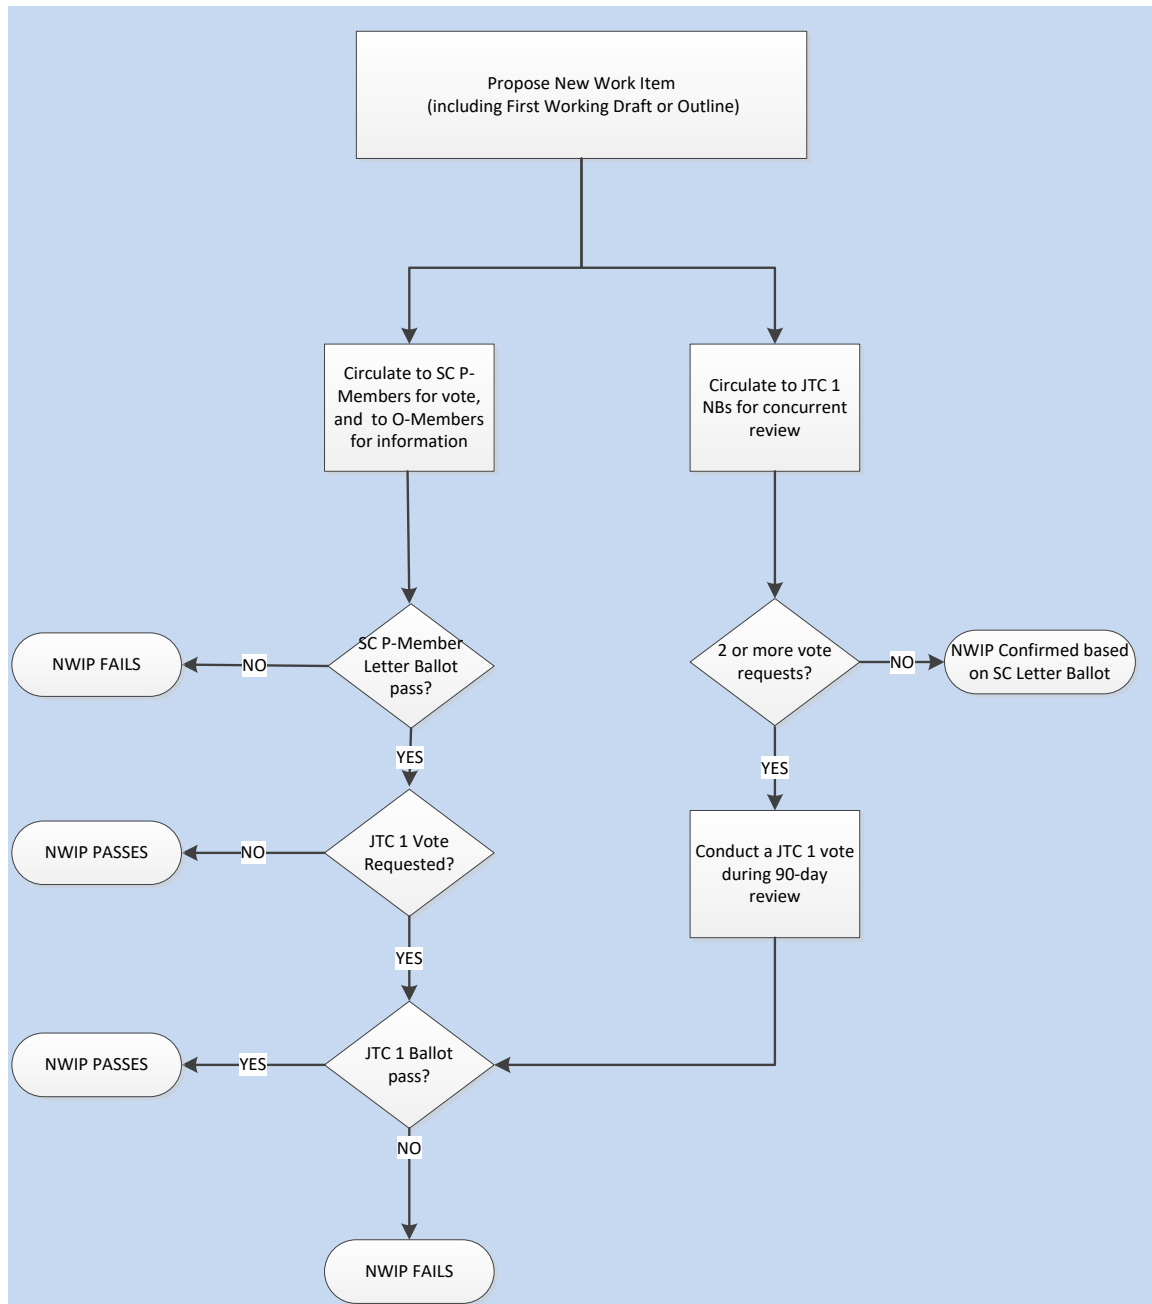 Propose New Work Item
(including First Working Draft or Outline)
Circulate to SC P-
Members for vote,
and to O-Members
for information
Circulate to JTC 1
NBs for concurrent
review
SC P-Member
Letter Ballot
pass?
NO
NWIP FAILS
2 or more vote
requests?
NO
NWIP Confirmed based
on SC Letter Ballot
YES
YES
JTC 1 Vote
Requested?
NO
NWIP PASSES
Conduct a JTC 1 vote
during 90-day
review
YES
JTC 1 Ballot
pass?
YES
NWIP PASSES
NO
NWIP FAILS